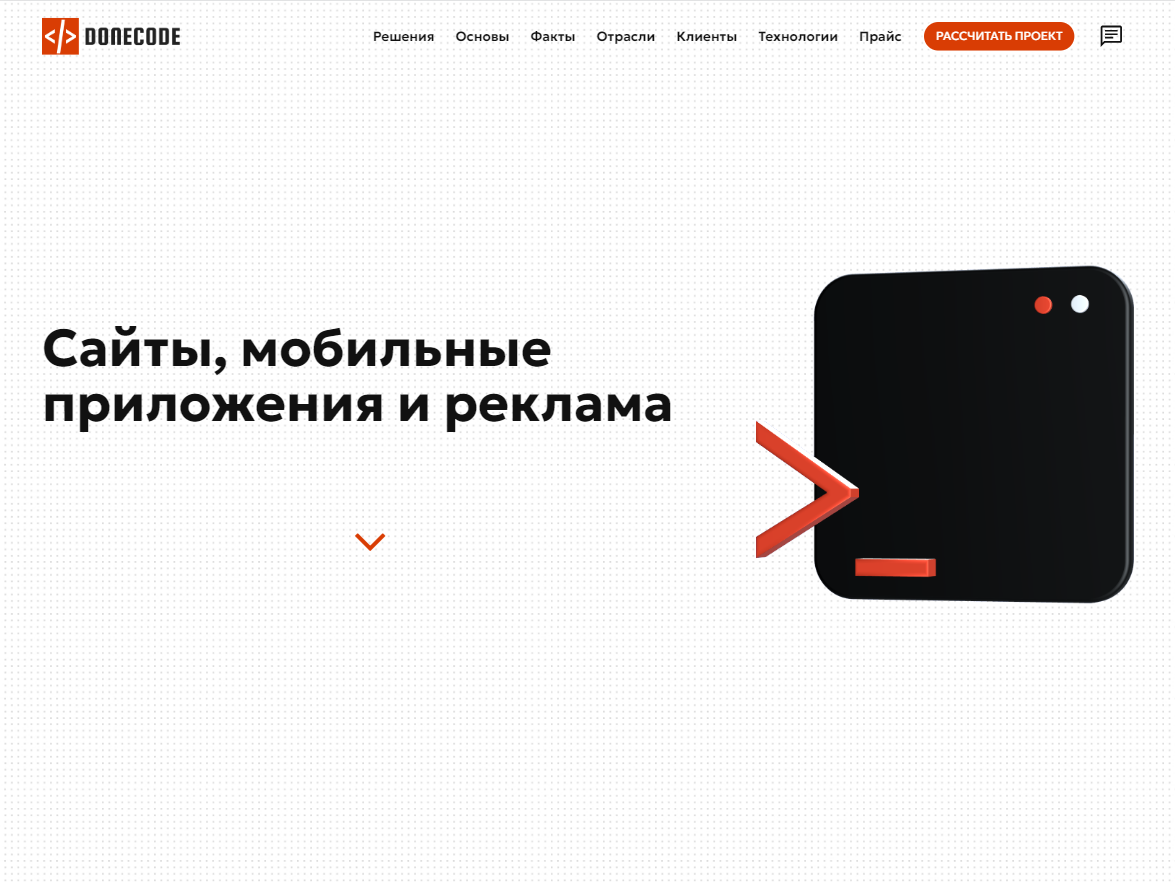 </> DONECODE
Решения Основы Факты Отрасли Клиенты Технологии Прайс РАССЧИТАТЬ ПРОЕКТ
Сайты, мобильные
приложения и реклама